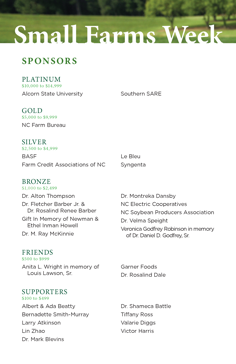 Small Farms Week
SPONSORS
PLATINUM
$10,000 to $14,999
Alcorn State University
Southern SARE
GOLD
$5,000 to $9,999
NC Farm Bureau
SILVER
$2,500 to $4,999
BASF
Farm Credit Associations of NC
Le Bleu
Syngenta
BRONZE
$1,000 to $2,499
Dr. Alton Thompson
Dr. Fletcher Barber Jr. &
Dr. Rosalind Renee Barber
Gift In Memory of Newman &
Ethel Inman Howell
Dr. M. Ray McKinnie
Dr. Montreka Dansby
NC Electric Cooperatives
NC Soybean Producers Association
Dr. Velma Speight
Veronica Godfrey Robinson in memory
of Dr. Daniel D. Godfrey, Sr.
FRIENDS
$500 to $999
Anita L. Wright in memory of
Louis Lawson, Sr.
Garner Foods
Dr. Rosalind Dale
SUPPORTERS
$100 to $499
Albert & Ada Beatty
Bernadette Smith-Murray
Larry Atkinson
Lin Zhao
Dr. Mark Blevins
Dr. Shameca Battle
Tiffany Ross
Valarie Diggs
Victor Harris